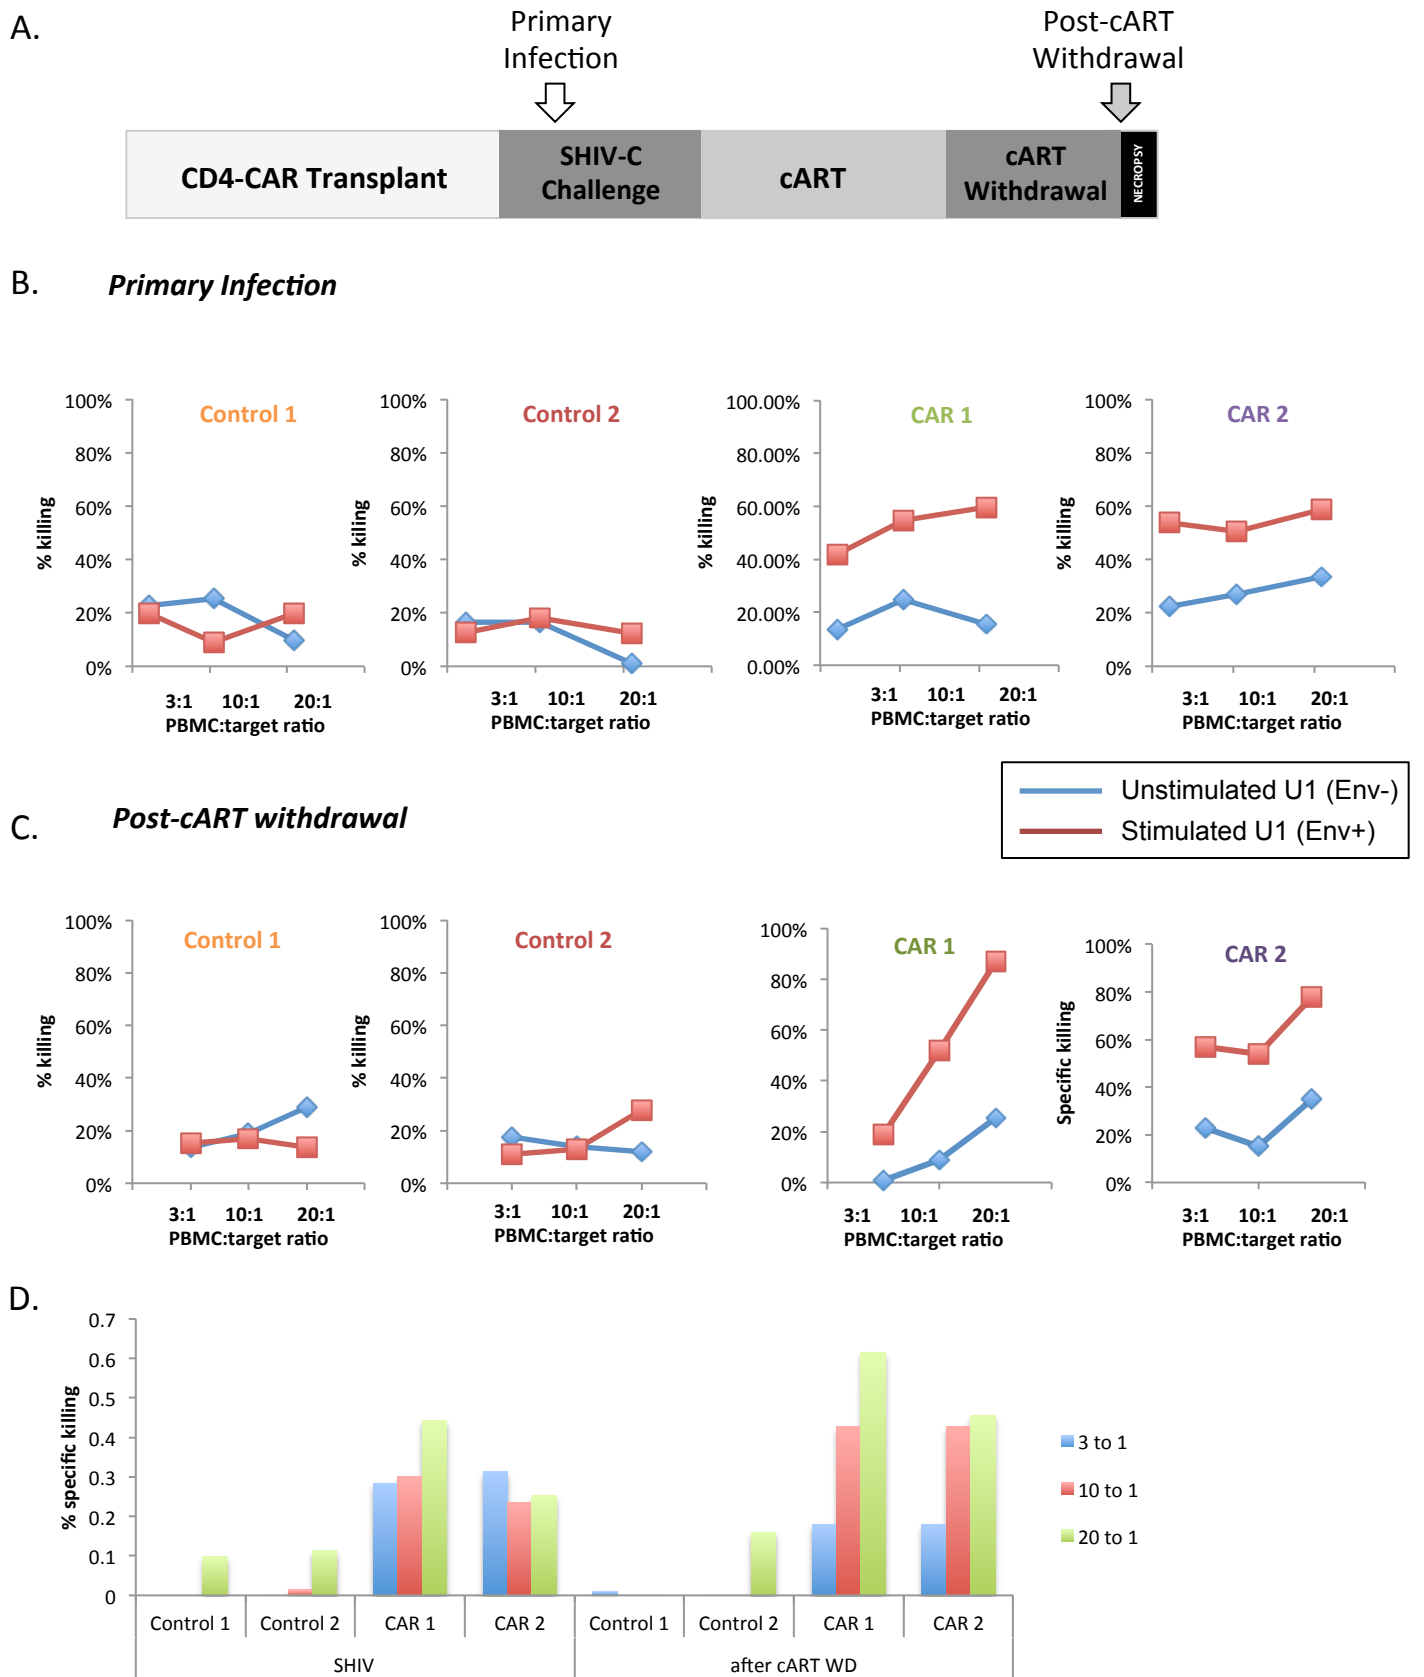 A.
Primary
Infection
Post-cART
Withdrawal
CD4-CAR Transplant
SHIV-C
Challenge
cART
cART
Withdrawal
NECROPSY
B.
Primary Infection
100%
80%
60%
40%
20%
0%
% killing
Control 1
3:1 10:1 20:1
PBMC:target ratio
100%
80%
60%
40%
20%
0%
% killing
Control 2
3:1 10:1 20:1
PBMC:target ratio
100.00%
80.00%
60.00%
40.00%
20.00%
0.00%
% killing
CAR 1
3:1 10:1 20:1
PBMC:target ratio
100%
80%
60%
40%
20%
0%
% killing
CAR 2
3:1 10:1 20:1
PBMC:target ratio
Unstimulated U1 (Env-)
Stimulated U1 (Env+)
C.
Post-cART withdrawal
100%
80%
60%
40%
20%
0%
% killing
Control 1
3:1 10:1 20:1
PBMC:target ratio
100%
80%
60%
40%
20%
0%
% killing
Control 2
3:1 10:1 20:1
PBMC:target ratio
100%
80%
60%
40%
20%
0%
% killing
CAR 1
3:1 10:1 20:1
PBMC:target ratio
100%
80%
60%
40%
20%
0%
Specific killing
CAR 2
3:1 10:1 20:1
PBMC:target ratio
D.
0.7
0.6
0.5
0.4
0.3
0.2
0.1
0
% specific killing
Control 1 Control 2 CAR 1 CAR 2 Control 1 Control 2 CAR 1 CAR 2
SHIV after cART WD
3 to 1
10 to 1
20 to 1